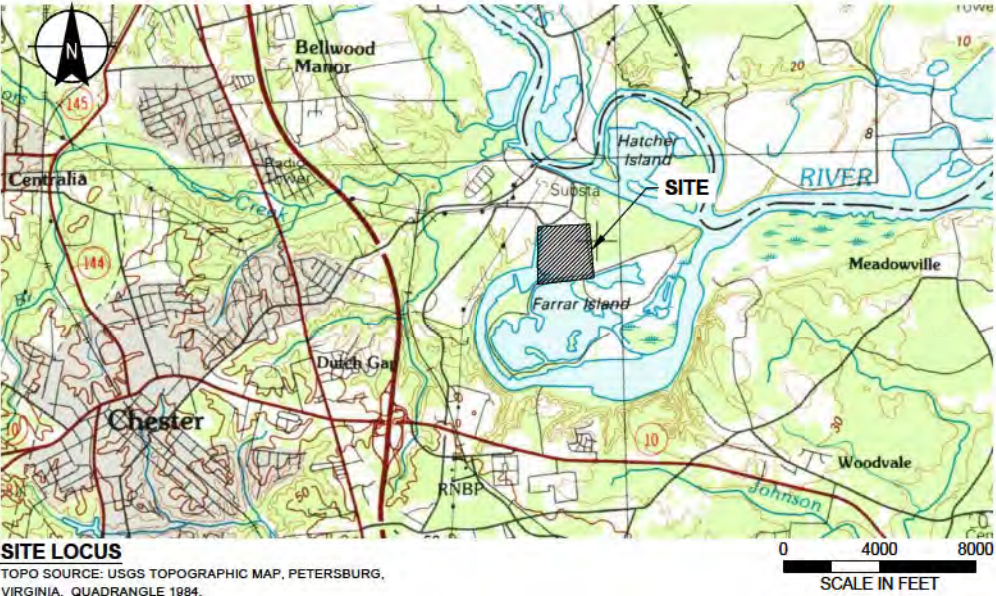 N
Bellwood
Manor
10
20
145
8
Hatcher
Island
Radio
Tower
Centralia
RIVER
SITE
Substa
Creek
144
Meadowville
Farrar Island
Dutch Gap
Chester
10
30
Woodvale
RNBP
50
Johnson
SITE LOCUS
TOPO SOURCE: USGS TOPOGRAPHIC MAP, PETERSBURG,
VIRGINIA, QUADRANGLE 1984.
0 4000 8000
SCALE IN FEET